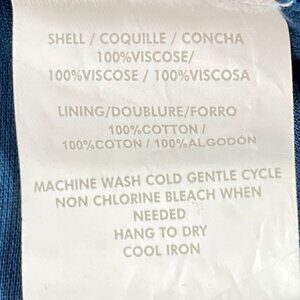 SHELL / COQUILLE / CONCHA
100%VISCOSE/
100%VISCOSE / 100%VISCOSA
LINING/DOUBLURE/FORRO
100%COTTON /
100%COTON / 100%ALGODÓN
MACHINE WASH COLD GENTLE CYCLE
NON CHLORINE BLEACH WHEN
NEEDED
HANG TO DRY
COOL IRON